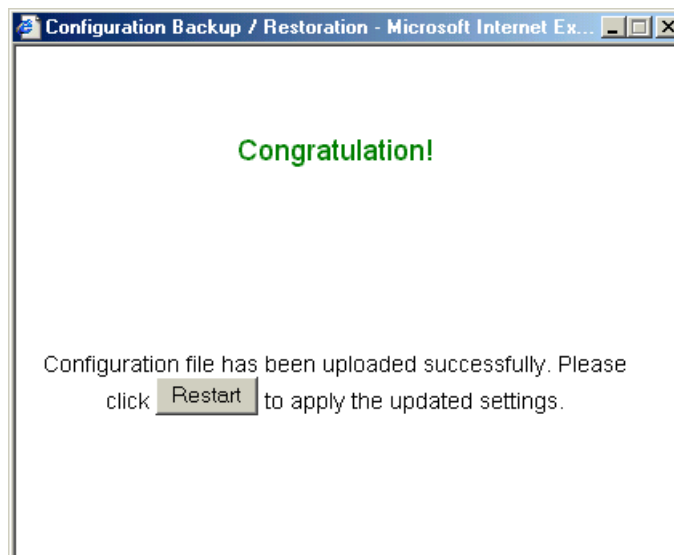 Configuration Backup / Restoration - Microsoft Internet Ex...
Congratulation!
Configuration file has been uploaded successfully. Please
click Restart to apply the updated settings.